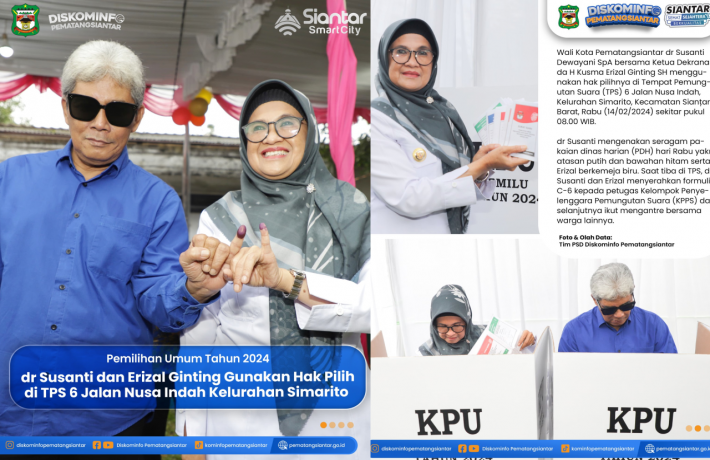 DISKOMINFO
PEMATANGSIANTAR
Siantar
SmartCity
Pemilihan Umum Tahun 2024
dr Susanti dan Erizal Ginting Gunakan Hak Pilih
di TPS 6 Jalan Nusa Indah Kelurahan Simarito
diskominfopematangsiantar
Diskominfo Pematangsiantar
kominfopematangsiantar
pematangsiantar.go.id
DISKOMINFO
PEMATANGSIANTAR
SIANTAR
Wali Kota Pematangsiantar dr Susanti
Dewayani SpA bersama Ketua Dekrana
da H Kusma Erizal Ginting SH menggu-
nakan hak pilihnya di Tempat Pemung-
utan Suara (TPS) 6 Jalan Nusa Indah,
Kelurahan Simarito, Kecamatan Siantar
Barat, Rabu (14/02/2024) sekitar pukul
08.00 WIB.
dr Susanti mengenakan seragam pa-
kaian dinas harian (PDH) hari Rabu yakn
atasan putih dan bawahan hitam serta
Erizal berkemeja biru. Saat tiba di TPS, d
Susanti dan Erizal menyerahkan formuli
C-6 kepada petugas Kelompok Penye-
lenggara Pemungutan Suara (KPPS) da
selanjutnya ikut mengantre bersama
warga lainnya.
Foto & Olah Data:
Tim PSD Diskominfo Pematangsiantar
PEMILU
TAHUN 2024
KPU
KPU
diskominfopematangsiantar
Diskominfo Pematangsiantar
kominfopematangsiantar
pematangsiantar.go.id